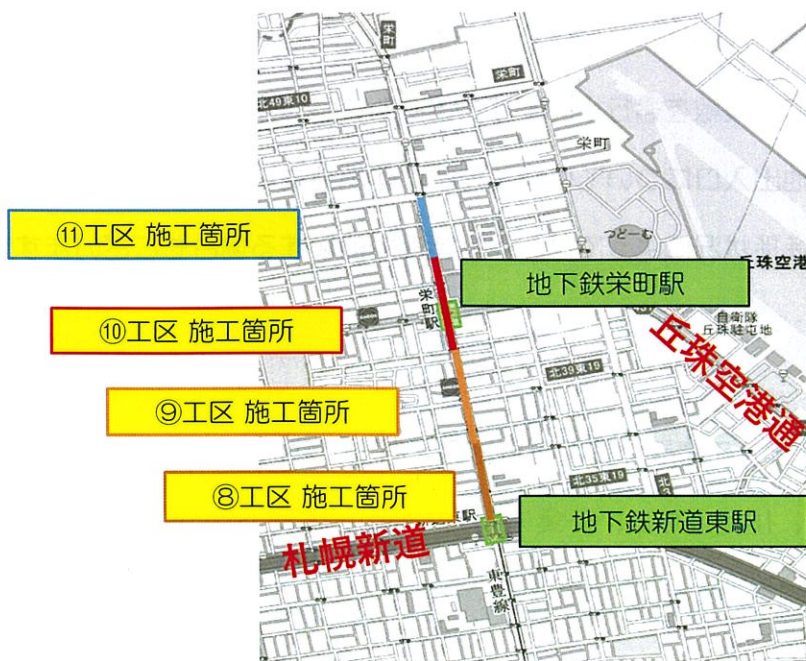 栄町
栄町
北49東10
栄町
つどーむ
⑪工区 施工箇所
丘珠空港
地下鉄栄町駅
栄町駅
自衛隊
丘珠駐屯地
⑩工区 施工箇所
丘珠空港通
北39東19
⑨工区 施工箇所
北35東19
⑧工区 施工箇所
地下鉄新道東駅
札幌新道
東豊線